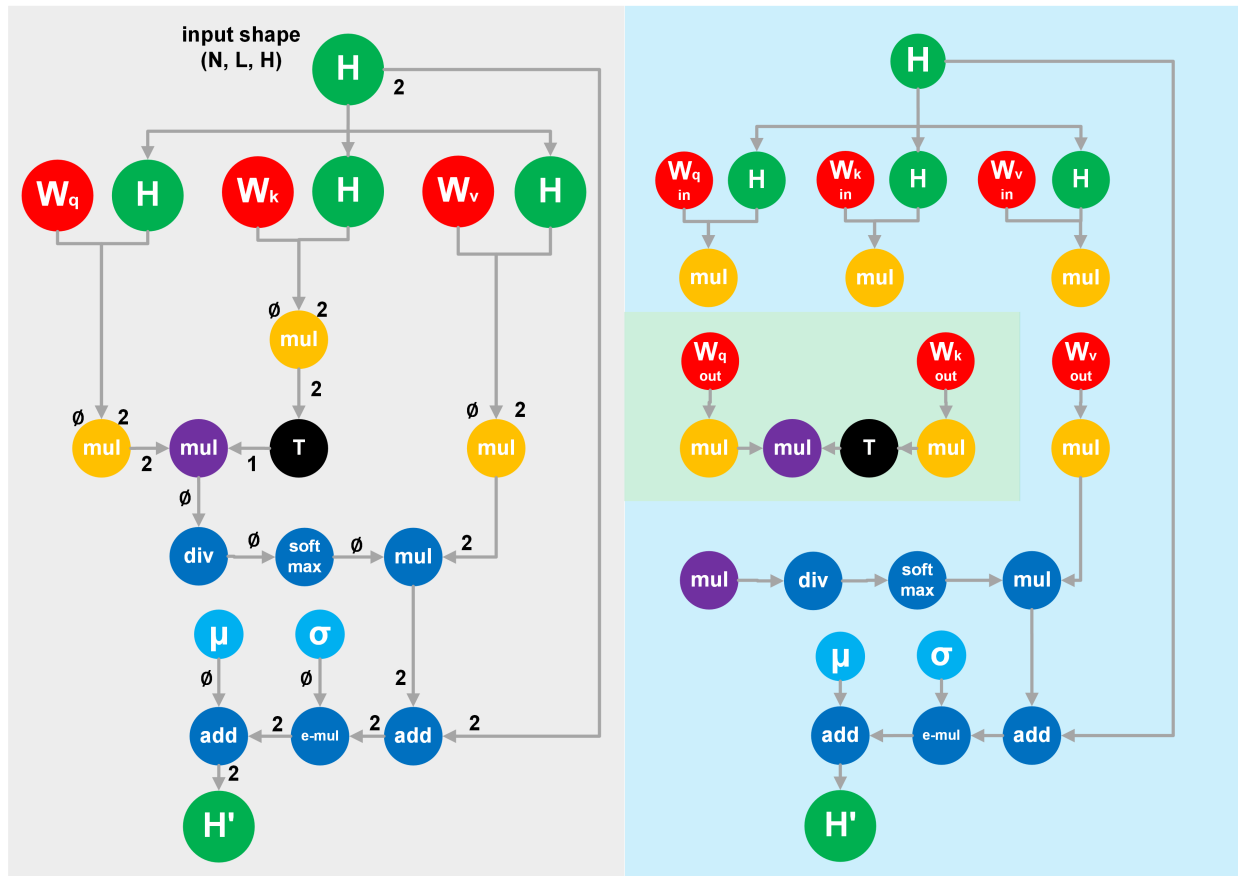 input shape
(N, L, H)
H
2
Wq
H
Wk
H
Wv
H
ø
2
mul
2
ø
2
mul
2
mul
1
T
ø
2
mul
ø
div
ø
soft
max
ø
mul
2
μ
σ
ø
ø
2
add
2
e-mul
2
add
2
2
H'
H
Wq
in
H
Wk
in
H
Wv
in
H
mul
mul
mul
Wq
out
Wk
out
Wv
out
mul
mul
T
mul
mul
mul
div
soft
max
mul
μ
σ
add
e-mul
add
H'